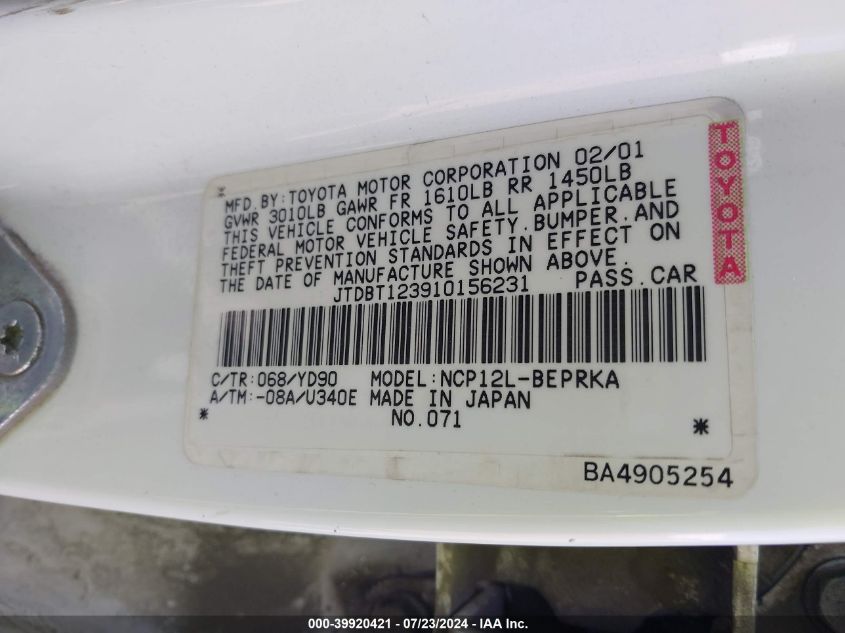 MFD.BY:TOYOTA MOTOR CORPORATION 02/01
GVWR 3010LB GAWR FR 1610LB RR 1450LB
THIS VEHICLE CONFORMS TO ALL APPLICABLE
FEDERAL MOTOR VEHICLE SAFETY,BUMPER,AND
THEFT PREVENTION STANDARDS IN EFFECT ON
THE DATE OF MANUFACTURE SHOWN ABOVE.
JTDBT123910156231 PASS.CAR
TOYOTA
C/TR:068/YD90 MODEL:NCP12L-BEPRKA
A/TM:-08A/U340E MADE IN JAPAN
NO.071
BA4905254
000-39920421 - 07/23/2024 - IAA Inc.